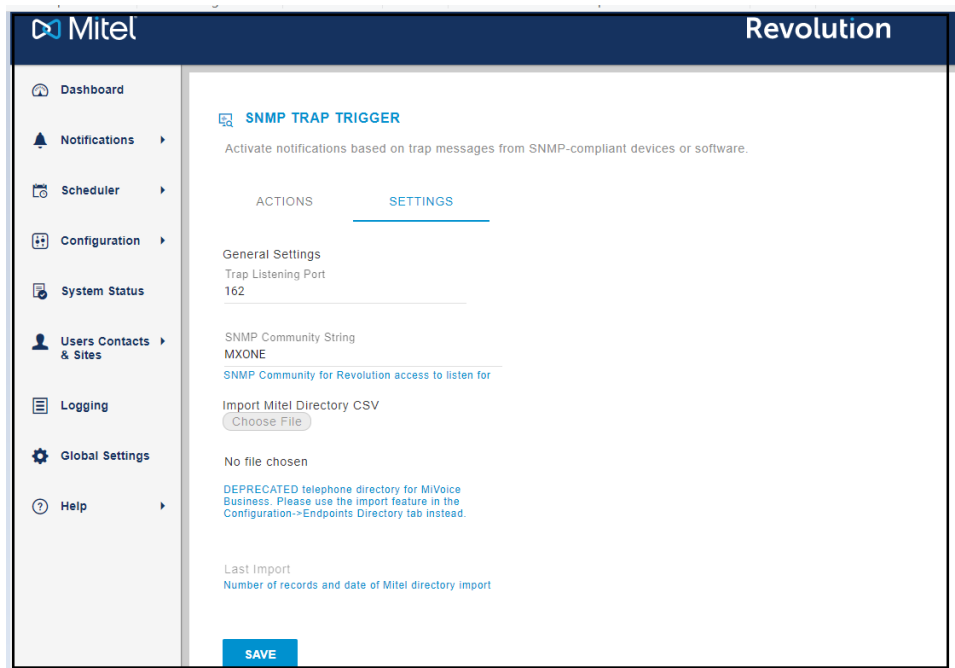 Mitel
Revolution
Dashboard
Notifications
Scheduler
Configuration
System Status
Users Contacts
& Sites
Logging
Global Settings
Help
SNMP TRAP TRIGGER
Activate notifications based on trap messages from SNMP-compliant devices or software.
ACTIONS
SETTINGS
General Settings
Trap Listening Port
162
SNMP Community String
MXONE
SNMP Community for Revolution access to listen for
Import Mitel Directory CSV
Choose File
No file chosen
DEPRECATED telephone directory for MiVoice
Business. Please use the import feature in the
Configuration->Endpoints Directory tab instead.
Last Import
Number of records and date of Mitel directory import
SAVE